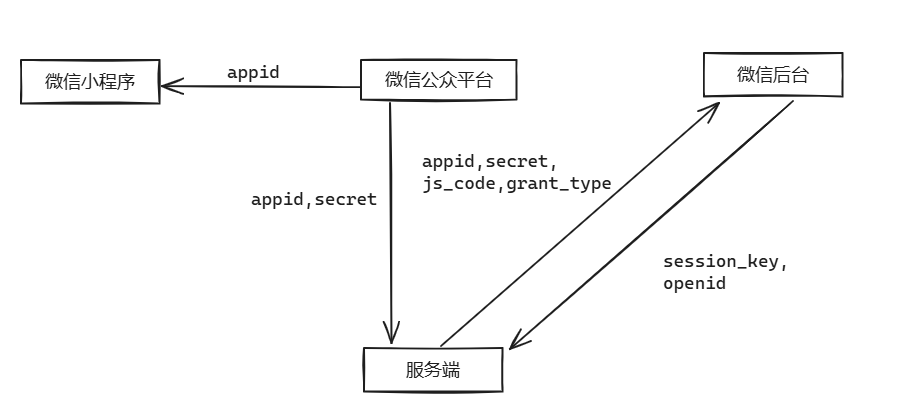 微信小程序
appid
微信公众平台
微信后台
appid,secret,
js_code,grant_type
appid,secret
session_key,
openid
服务端